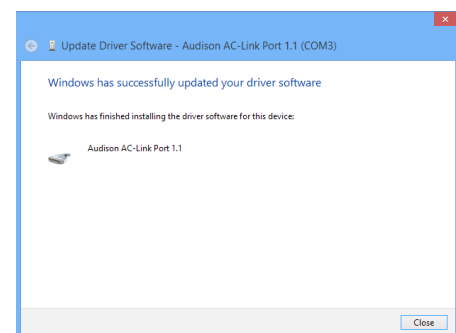 Update Driver Software - Audison AC-Link Port 1.1 (COM3)
Windows has successfully updated your driver software
Windows has finished installing the driver software for this device:
Audison AC-Link Port 1.1
Close